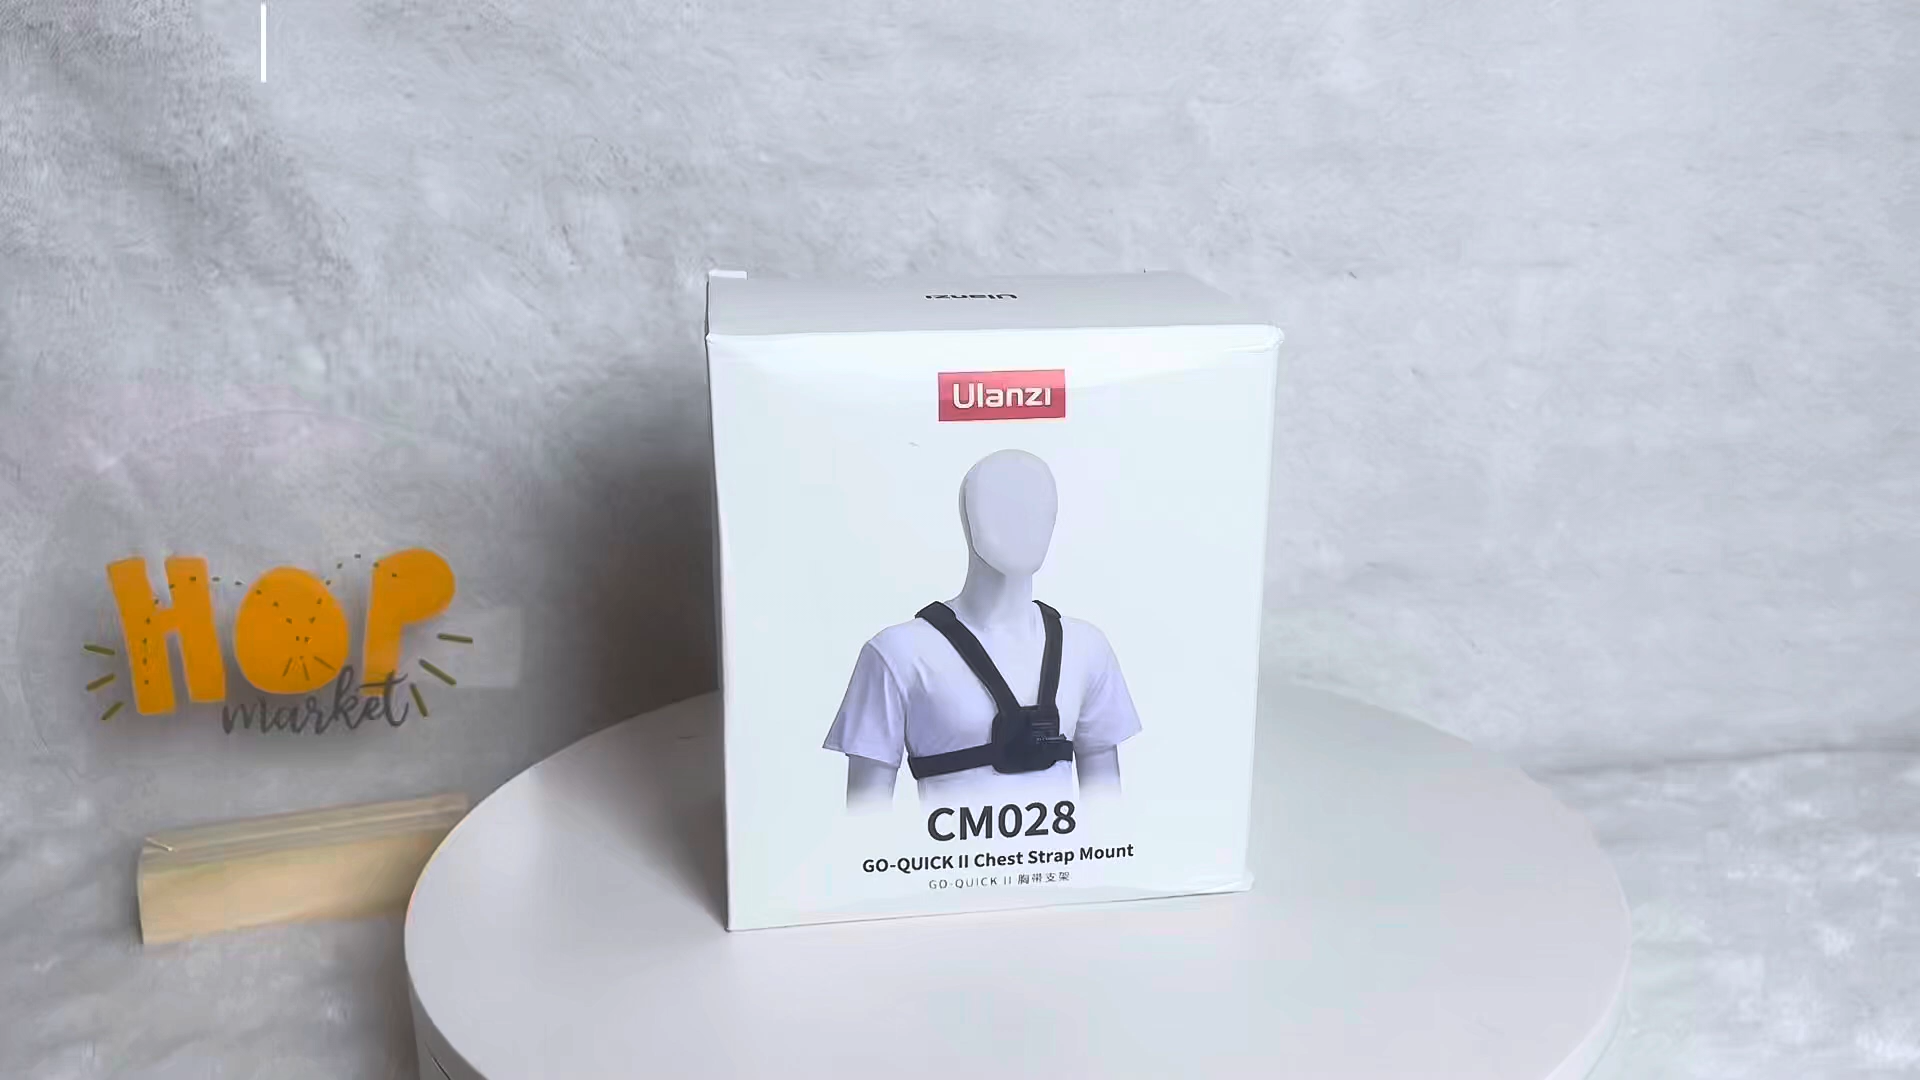 Ulanzi
Ulanzi
CM028
GO-QUICK II Chest Strap Mount
GO-QUICK II 胸带支架
HOP
market